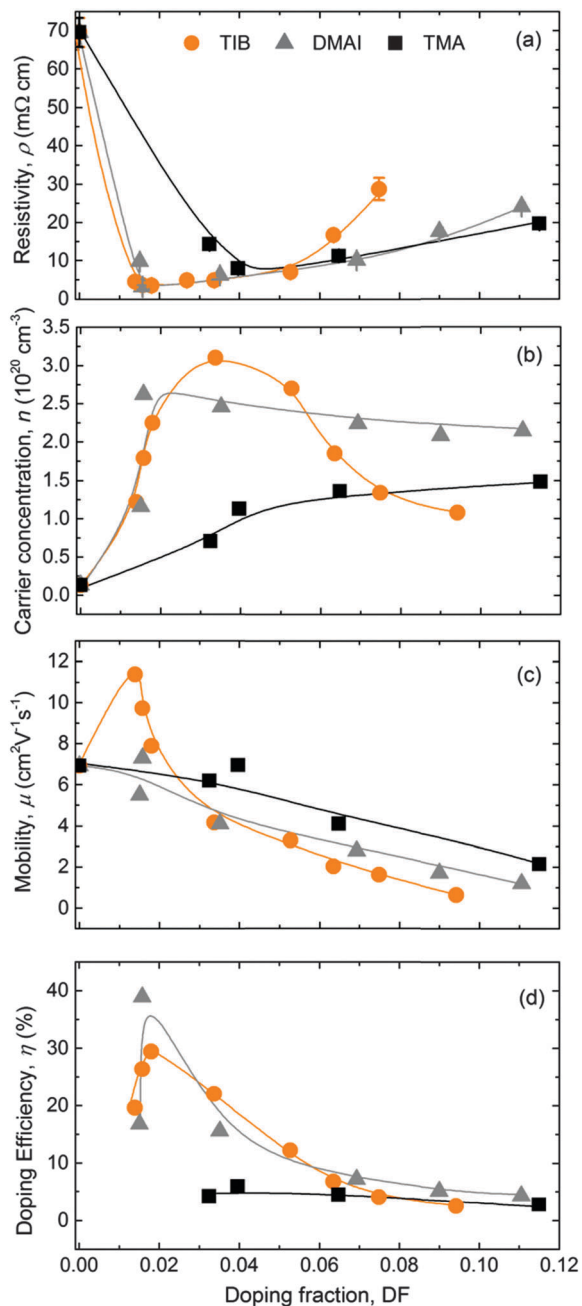 TIB DMAI TMA (a)
80
70
60
50
40
30
20
10
0
Resistivity, ρ (mΩ cm)
(b)
3.5
3.0
2.5
2.0
1.5
1.0
0.5
0.0
Carrier concentration, n (10²⁰ cm⁻³)
(c)
12
10
8
6
4
2
0
Mobility, μ (cm²V⁻¹s⁻¹)
(d)
40
30
20
10
0
Doping Efficiency, η (%)
0.00 0.02 0.04 0.06 0.08 0.10 0.12
Doping fraction, DF